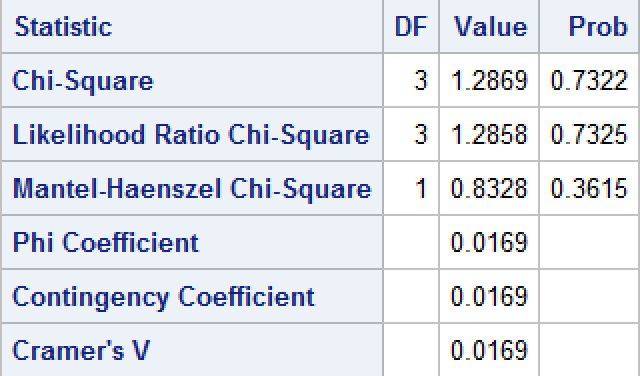 Statistic DF Value Prob
Chi-Square 3 1.2869 0.7322
Likelihood Ratio Chi-Square 3 1.2858 0.7325
Mantel-Haenszel Chi-Square 1 0.8328 0.3615
Phi Coefficient 0.0169
Contingency Coefficient 0.0169
Cramer's V 0.0169